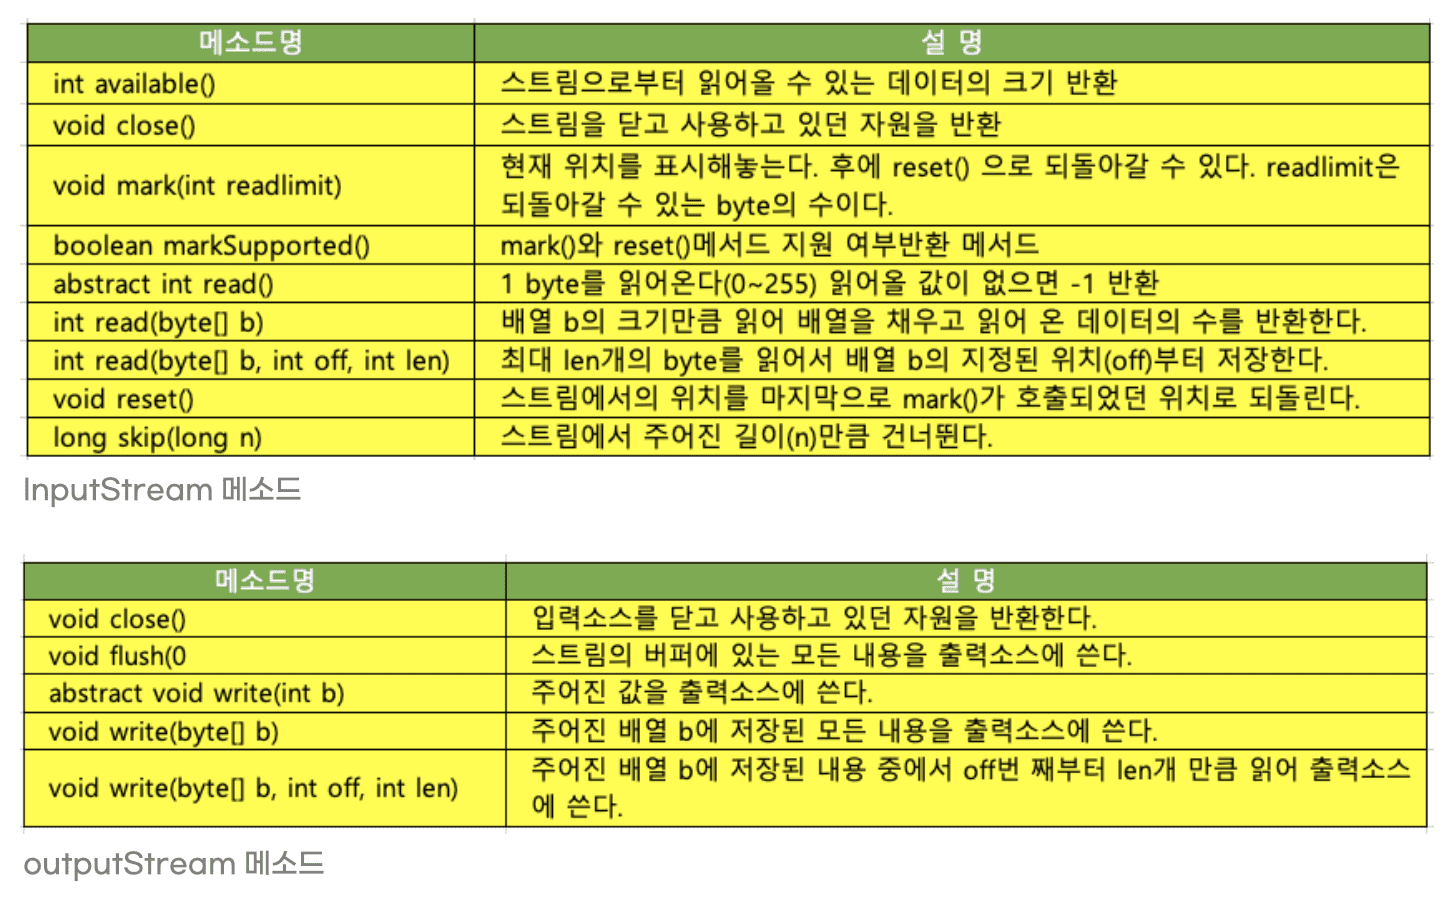 메소드명 설 명
int available() 스트림으로부터 읽어올 수 있는 데이터의 크기 반환
void close() 스트림을 닫고 사용하고 있던 자원을 반환
void mark(int readlimit) 현재 위치를 표시해놓는다. 후에 reset() 으로 되돌아갈 수 있다. readlimit은
되돌아갈 수 있는 byte의 수이다.
boolean markSupported() mark()와 reset()메서드 지원 여부반환 메서드
abstract int read() 1 byte를 읽어온다(0~255) 읽어올 값이 없으면 -1 반환
int read(byte[] b) 배열 b의 크기만큼 읽어 배열을 채우고 읽어 온 데이터의 수를 반환한다.
int read(byte[] b, int off, int len) 최대 len개의 byte를 읽어서 배열 b의 지정된 위치(off)부터 저장한다.
void reset() 스트림에서의 위치를 마지막으로 mark()가 호출되었던 위치로 되돌린다.
long skip(long n) 스트림에서 주어진 길이(n)만큼 건너뛴다.
InputStream 메소드
메소드명 설 명
void close() 입력소스를 닫고 사용하고 있던 자원을 반환한다.
void flush(0 스트림의 버퍼에 있는 모든 내용을 출력소스에 쓴다.
abstract void write(int b) 주어진 값을 출력소스에 쓴다.
void write(byte[] b) 주어진 배열 b에 저장된 모든 내용을 출력소스에 쓴다.
void write(byte[] b, int off, int len) 주어진 배열 b에 저장된 내용 중에서 off번 째부터 len개 만큼 읽어 출력소스
에 쓴다.
outputStream 메소드